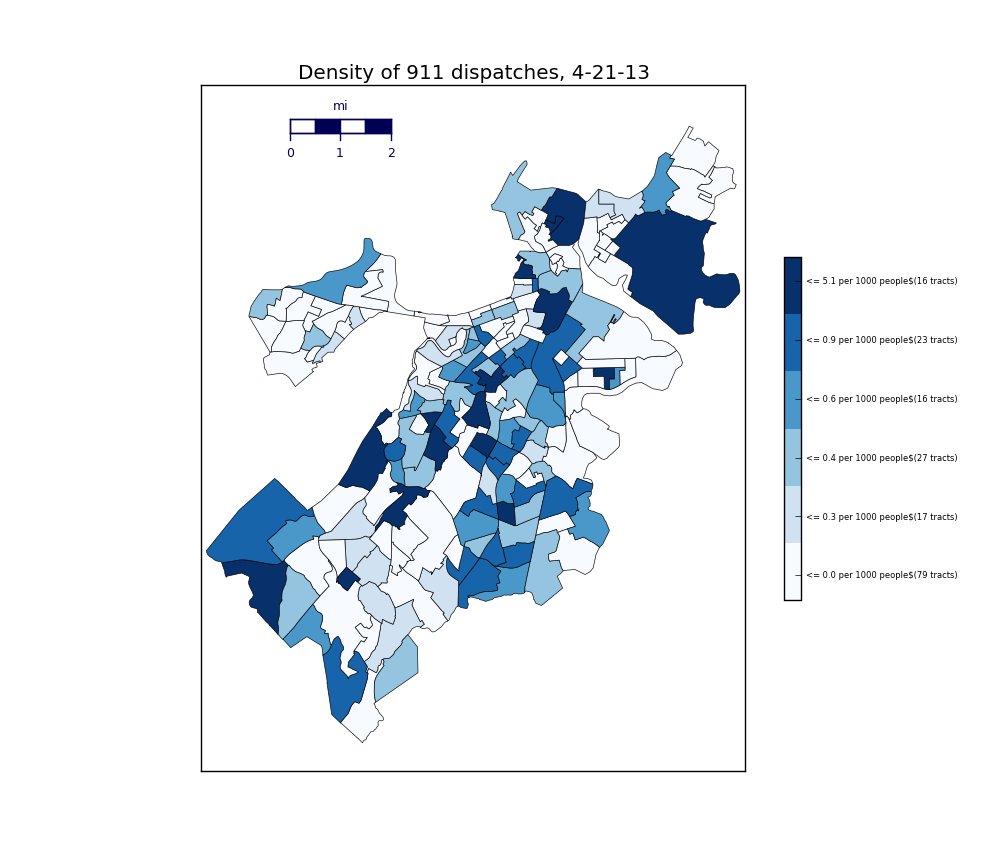 Density of 911 dispatches, 4-21-13
mi
0 1 2
<= 5.1 per 1000 people$(16 tracts)
<= 0.9 per 1000 people$(23 tracts)
<= 0.6 per 1000 people$(16 tracts)
<= 0.4 per 1000 people$(27 tracts)
<= 0.3 per 1000 people$(17 tracts)
<= 0.0 per 1000 people$(79 tracts)